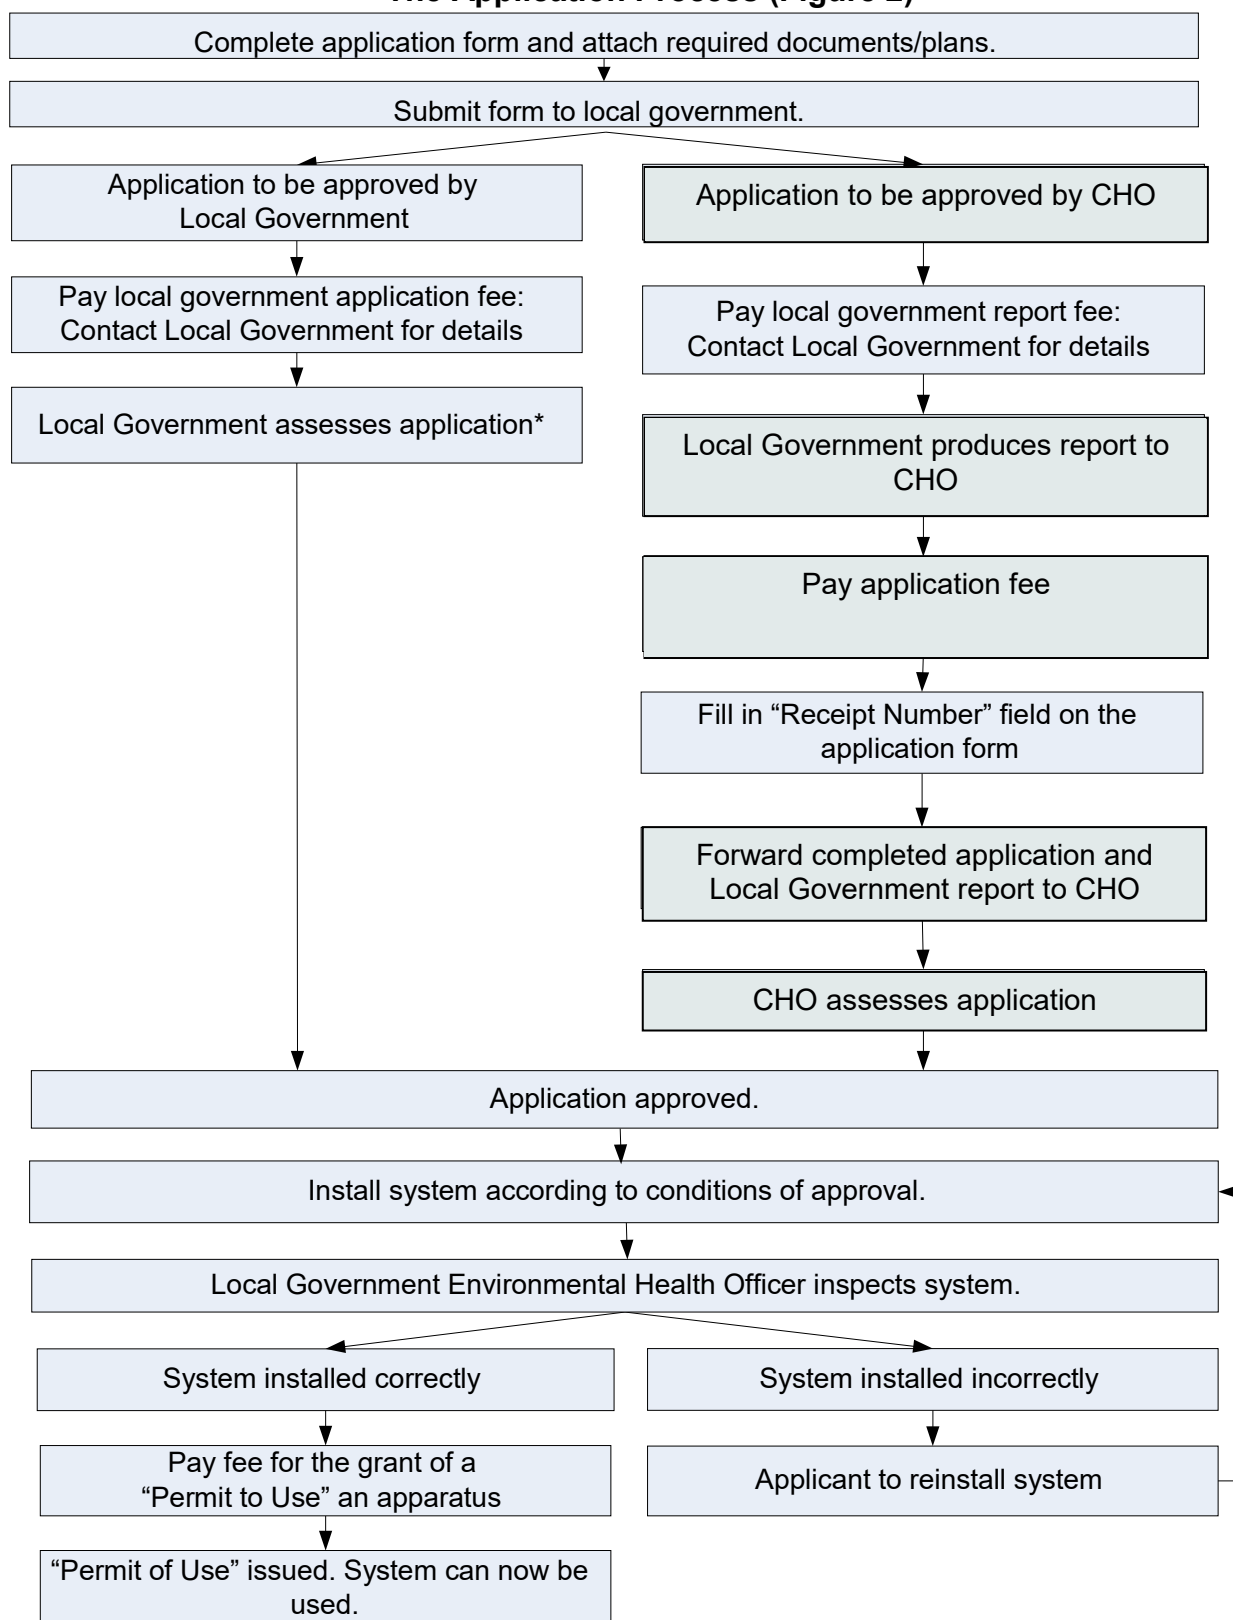 The Application Process (Figure 2)
Complete application form and attach required documents/plans.
Submit form to local government.
Application to be approved by
Local Government
Pay local government application fee:
Contact Local Government for details
Local Government assesses application*
Application to be approved by CHO
Pay local government report fee:
Contact Local Government for details
Local Government produces report to
CHO
Pay application fee
Fill in “Receipt Number” field on the
application form
Forward completed application and
Local Government report to CHO
CHO assesses application
Application approved.
Install system according to conditions of approval.
Local Government Environmental Health Officer inspects system.
System installed correctly
Pay fee for the grant of a
“Permit to Use” an apparatus
“Permit of Use” issued. System can now be
used.
System installed incorrectly
Applicant to reinstall system